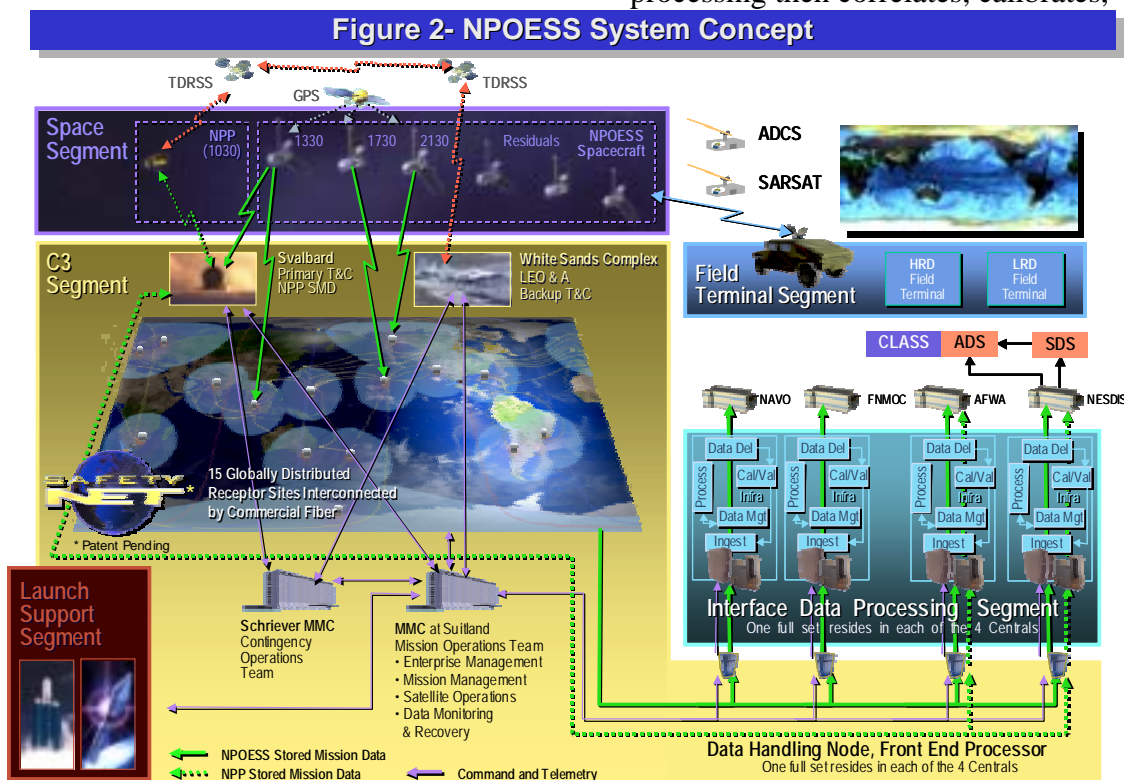 processing then correlates, calibrates,
Figure 2- NPOESS System Concept
TDRSS
TDRSS
GPS
Space
Segment
NPP
(1030)
1330
1730
2130
Residuals
NPOESS
Spacecraft
ADCS
SARSAT
C3
Segment
Svalbard
Primary T&C
NPP SMD
White Sands Complex
LEO & A
Backup T&C
Field
Terminal Segment
HRD
Field
Terminal
LRD
Field
Terminal
CLASS
ADS
SDS
NAVO
FNMOC
AFWA
NESDIS
Data Del
Cal/Val
Process
Infra
Data Mgt
Ingest
Data Del
Cal/Val
Process
Infra
Data Mgt
Ingest
Data Del
Cal/Val
Process
Infra
Data Mgt
Ingest
Data Del
Cal/Val
Process
Infra
Data Mgt
Ingest
Interface Data Processing Segment
One full set resides in each of the 4 Centrals
SAFETY
NET*
* Patent Pending
15 Globally Distributed
Receptor Sites Interconnected
by Commercial Fiber
Launch
Support
Segment
Schriever MMC
Contingency
Operations
Team
MMC at Suitland
Mission Operations Team
• Enterprise Management
• Mission Management
• Satellite Operations
• Data Monitoring
& Recovery
Data Handling Node, Front End Processor
One full set resides in each of the 4 Centrals
NPOESS Stored Mission Data
NPP Stored Mission Data
Command and Telemetry